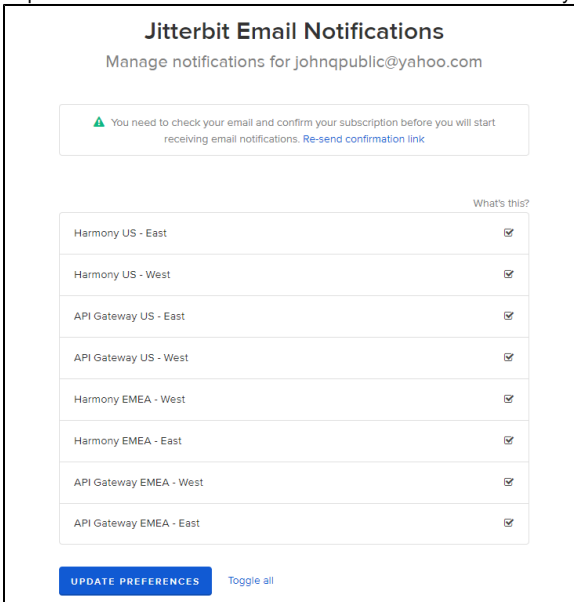 Jitterbit Email Notifications
Manage notifications for johnqpublic@yahoo.com
You need to check your email and confirm your subscription before you will start
receiving email notifications. Re-send confirmation link
What's this?
Harmony US - East
Harmony US - West
API Gateway US - East
API Gateway US - West
Harmony EMEA - West
Harmony EMEA - East
API Gateway EMEA - West
API Gateway EMEA - East
UPDATE PREFERENCES Toggle all